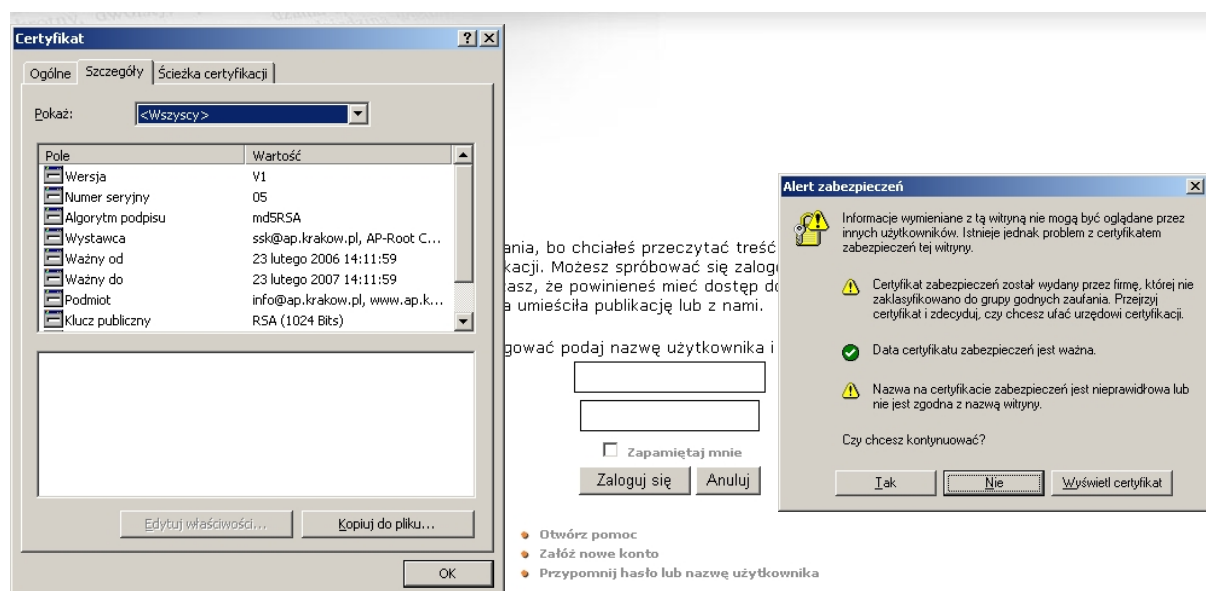 Certyfikat
Ogólne Szczegóły Ścieżka certyfikacji
Pokaż: <Wszyscy>
Pole Wartość
Wersja V1
Numer seryjny 05
Algorytm podpisu md5RSA
Wystawca ssk@ap.krakow.pl, AP-Root C...
Ważny od 23 lutego 2006 14:11:59
Ważny do 23 lutego 2007 14:11:59
Podmiot info@ap.krakow.pl, www.ap.k...
Klucz publiczny RSA (1024 Bits)
Edytuj właściwości... Kopiuj do pliku...
OK
ania, bo chciałeś przeczytać treść
kacji. Możesz spróbować się zalog
asz, że powinieneś mieć dostęp do
a umieściła publikację lub z nami.
gować podaj nazwę użytkownika i
Zapamiętaj mnie
Zaloguj się Anuluj
Otwórz pomoc
Załóż nowe konto
Przypomnij hasło lub nazwę użytkownika
Alert zabezpieczeń
Informacje wymieniane z tą witryną nie mogą być oglądane przez
innych użytkowników. Istnieje jednak problem z certyfikatem
zabezpieczeń tej witryny.
Certyfikat zabezpieczeń został wydany przez firmę, której nie
zaklasyfikowano do grupy godnych zaufania. Przejrzyj
certyfikat i zdecyduj, czy chcesz ufać urzędowi certyfikacji.
Data certyfikatu zabezpieczeń jest ważna.
Nazwa na certyfikacie zabezpieczeń jest nieprawidłowa lub
nie jest zgodna z nazwą witryny.
Czy chcesz kontynuować?
Tak Nie Wyświetl certyfikat